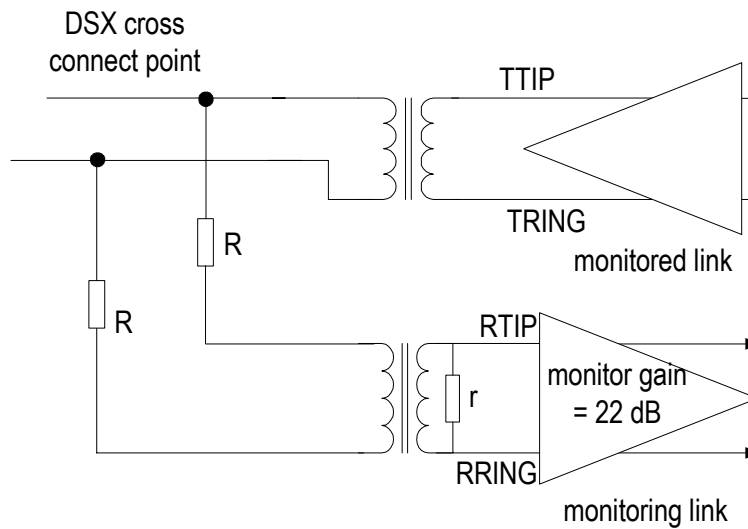 DSX cross
connect point
TTIP
TRING
monitored link
R
R
RTIP
monitor gain
= 22 dB
r
RRING
monitoring link